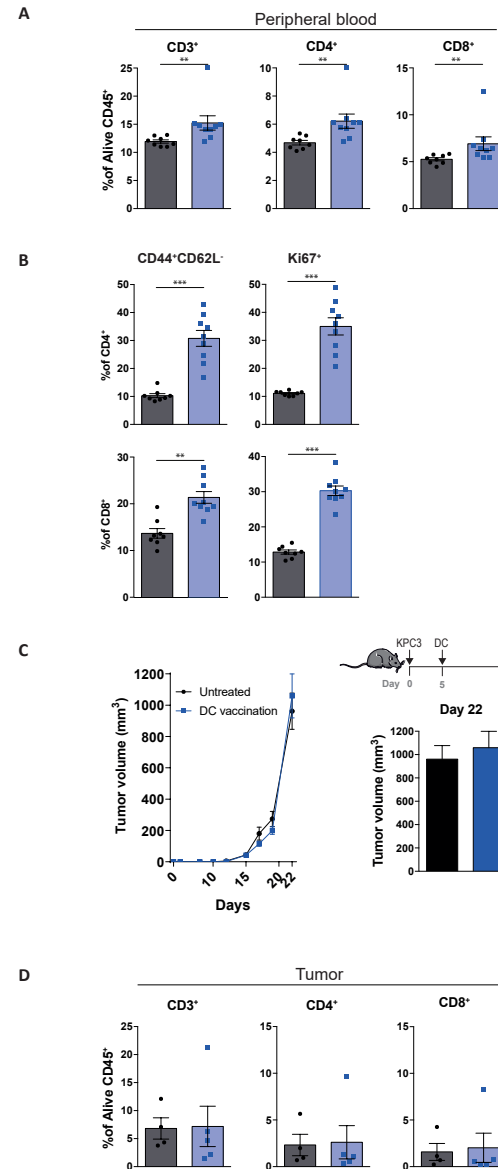 A
Peripheral blood
CD3+
CD4+
CD8+
%of Alive CD45+
25
20
15
10
5
0
**
10
8
6
4
2
0
**
15
10
5
0
**
B
CD44+CD62L-
Ki67+
%of CD4+
50
40
30
20
10
0
***
50
40
30
20
10
0
***
%of CD8+
30
20
10
0
**
40
30
20
10
0
***
C
Tumor volume (mm3)
1200
1000
800
600
400
200
0
Untreated
DC vaccination
0
10
15
20
22
Days
KPC3
DC
Day 0 5
Day 22
Tumor volume (mm3)
1200
1000
800
600
400
200
0
D
Tumor
CD3+
CD4+
CD8+
%of Alive CD45+
25
20
15
10
5
0
15
10
5
0
15
10
5
0